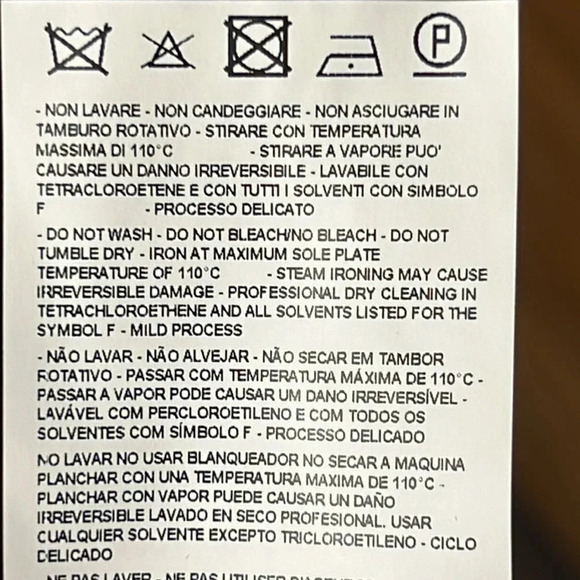 P
- NON LAVARE - NON CANDEGGIARE - NON ASCIUGARE IN
TAMBURO ROTATIVO - STIRARE CON TEMPERATURA
MASSIMA DI 110°C - STIRARE A VAPORE PUO'
CAUSARE UN DANNO IRREVERSIBILE - LAVABILE CON
TETRACLOROETENE E CON TUTTI I SOLVENTI CON SIMBOLO
F - PROCESSO DELICATO
- DO NOT WASH - DO NOT BLEACH/NO BLEACH - DO NOT
TUMBLE DRY - IRON AT MAXIMUM SOLE PLATE
TEMPERATURE OF 110°C - STEAM IRONING MAY CAUSE
IRREVERSIBLE DAMAGE - PROFESSIONAL DRY CLEANING IN
TETRACHLOROETHENE AND ALL SOLVENTS LISTED FOR THE
SYMBOL F - MILD PROCESS
- NÃO LAVAR - NÃO ALVEJAR - NÃO SECAR EM TAMBOR
ROTATIVO - PASSAR COM TEMPERATURA MÁXIMA DE 110°C -
PASSAR A VAPOR PODE CAUSAR UM DANO IRREVERSÍVEL -
LAVÁVEL COM PERCLOROETILENO E COM TODOS OS
SOLVENTES COM SÍMBOLO F - PROCESSO DELICADO
NO LAVAR NO USAR BLANQUEADOR NO SECAR A MAQUINA
PLANCHAR CON UNA TEMPERATURA MAXIMA DE 110°C -
PLANCHAR CON VAPOR PUEDE CAUSAR UN DAÑO
IRREVERSIBLE LAVADO EN SECO PROFESIONAL. USAR
CUALQUIER SOLVENTE EXCEPTO TRICLOROETILENO - CICLO
DELICADO
- NE PAS LAVER - NE PAS UTILISER